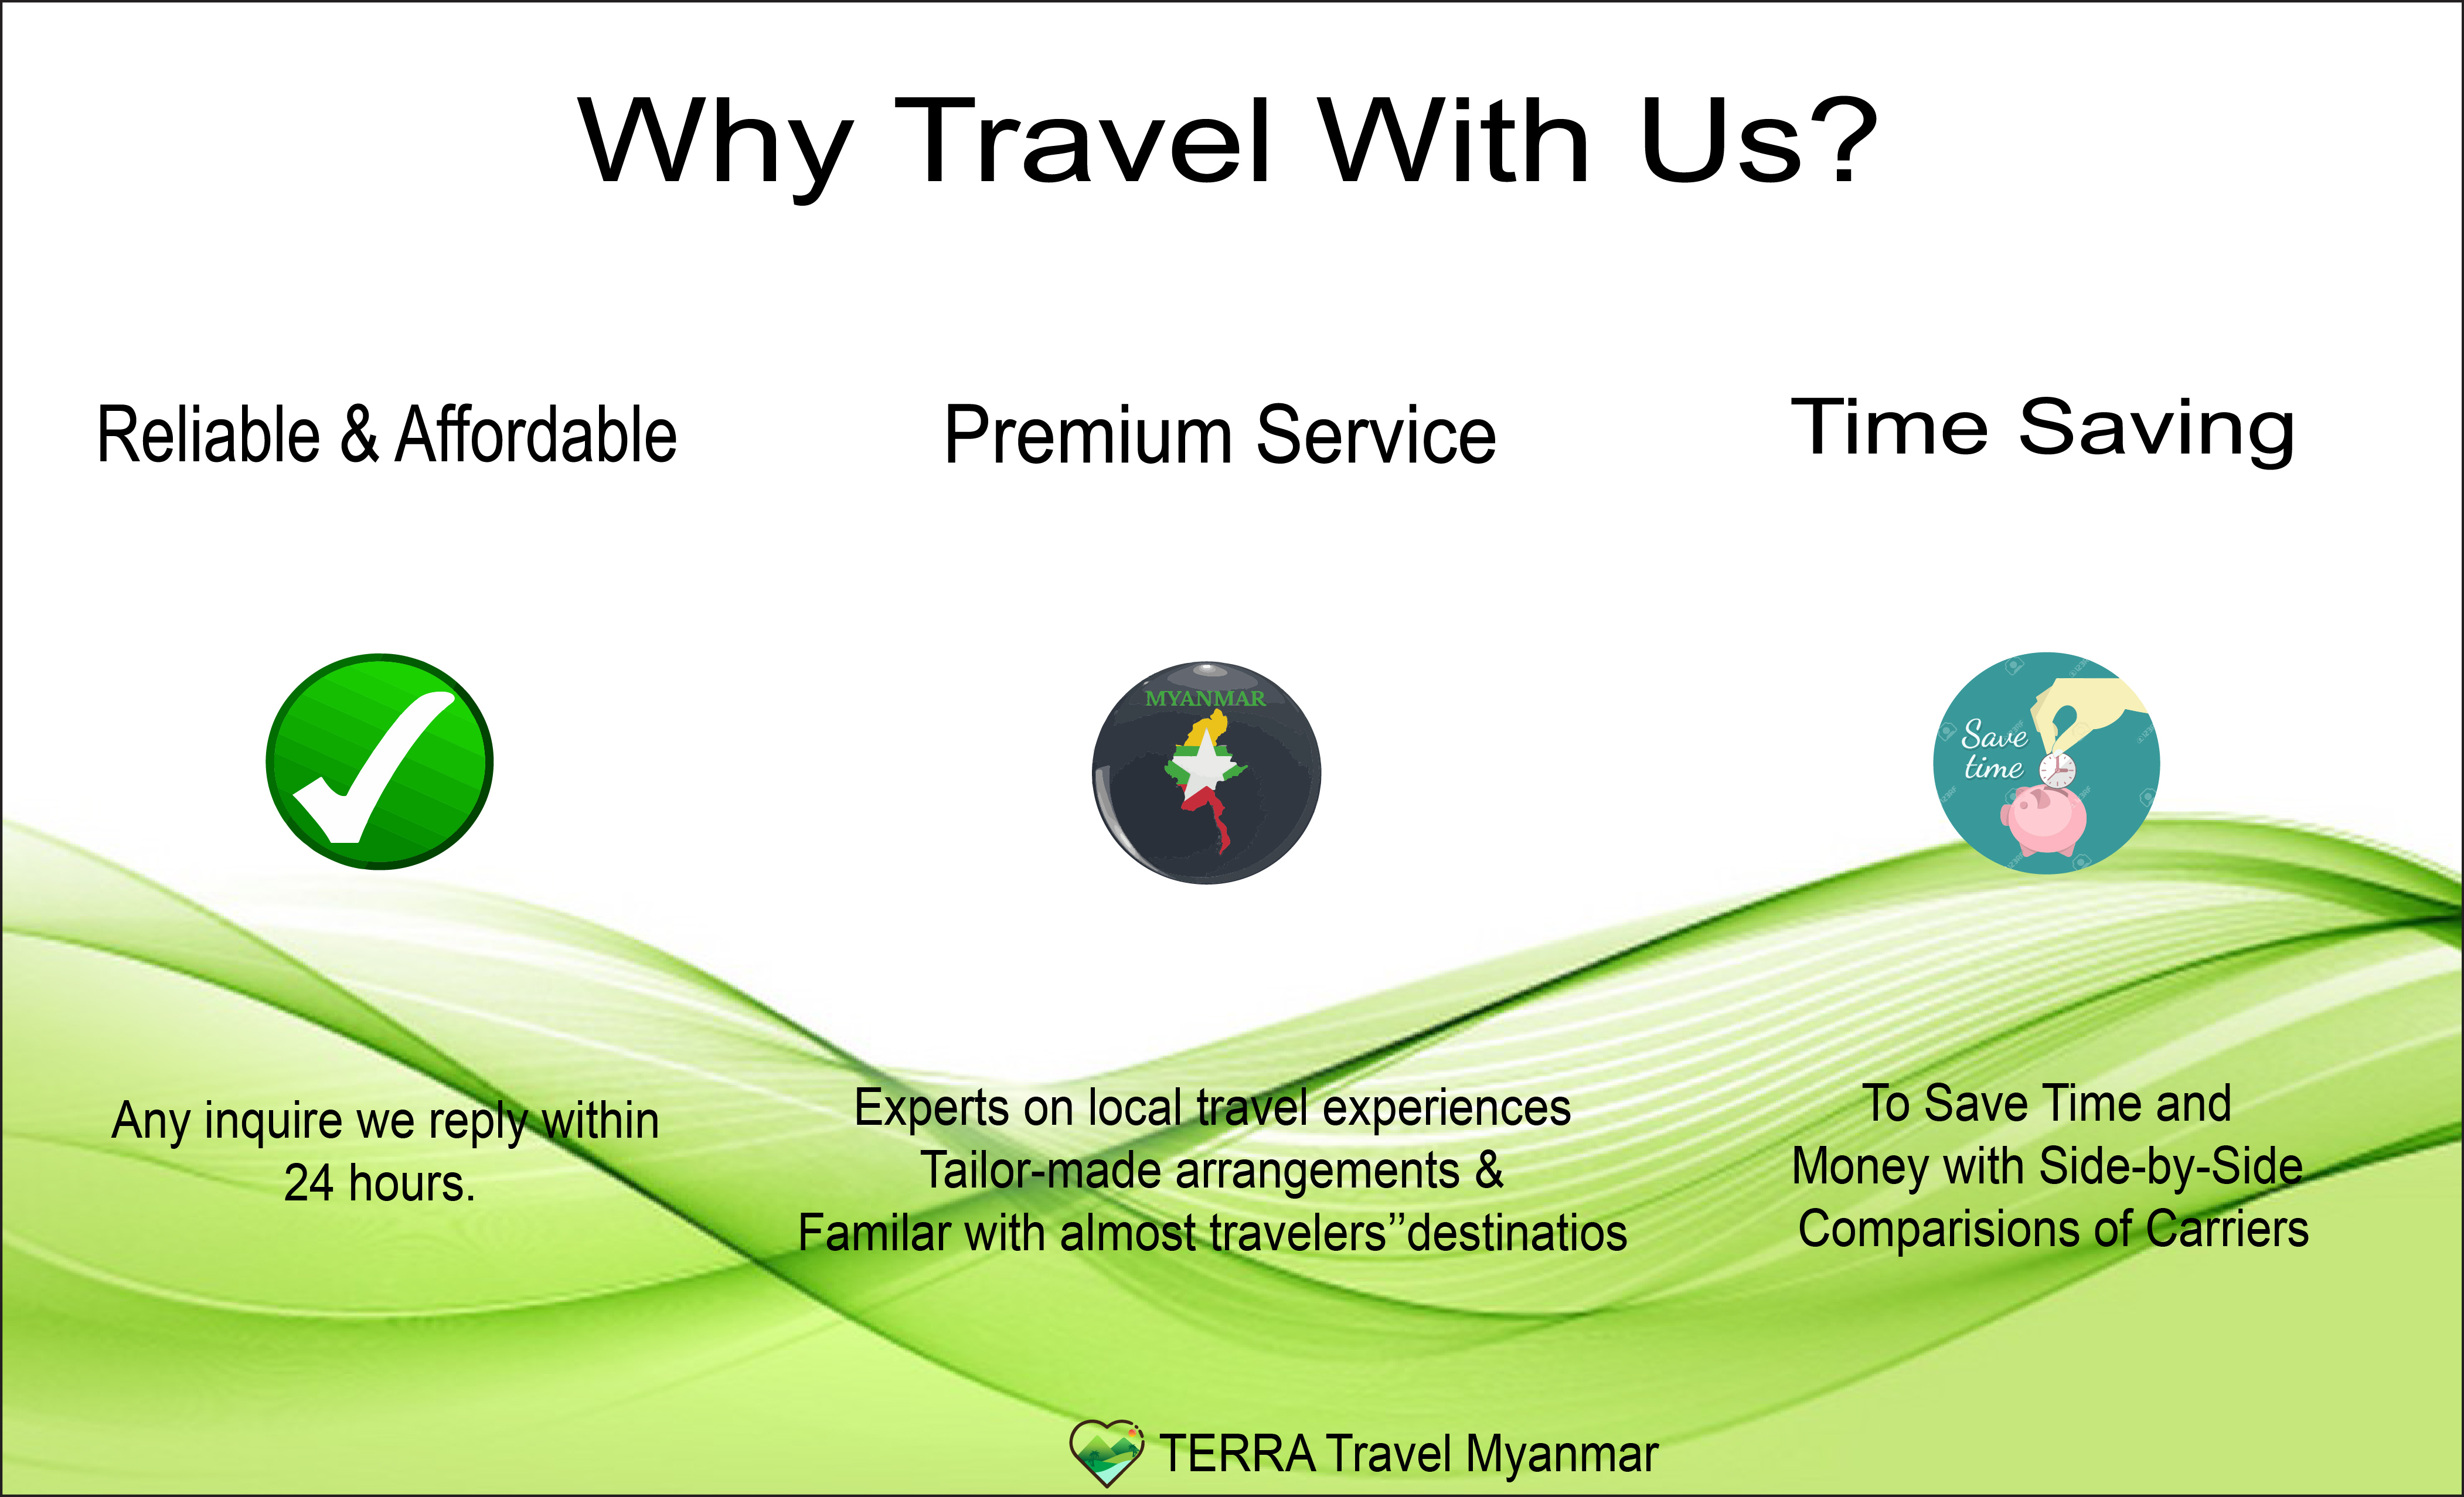 Why Travel With Us?
Reliable & Affordable
Premium Service
Time Saving
MYANMAR
Save
time
Any inquire we reply within
24 hours.
Experts on local travel experiences
Tailor-made arrangements &
Familar with almost travelers’’destinatios
To Save Time and
Money with Side-by-Side
Comparisions of Carriers
TERRA Travel Myanmar